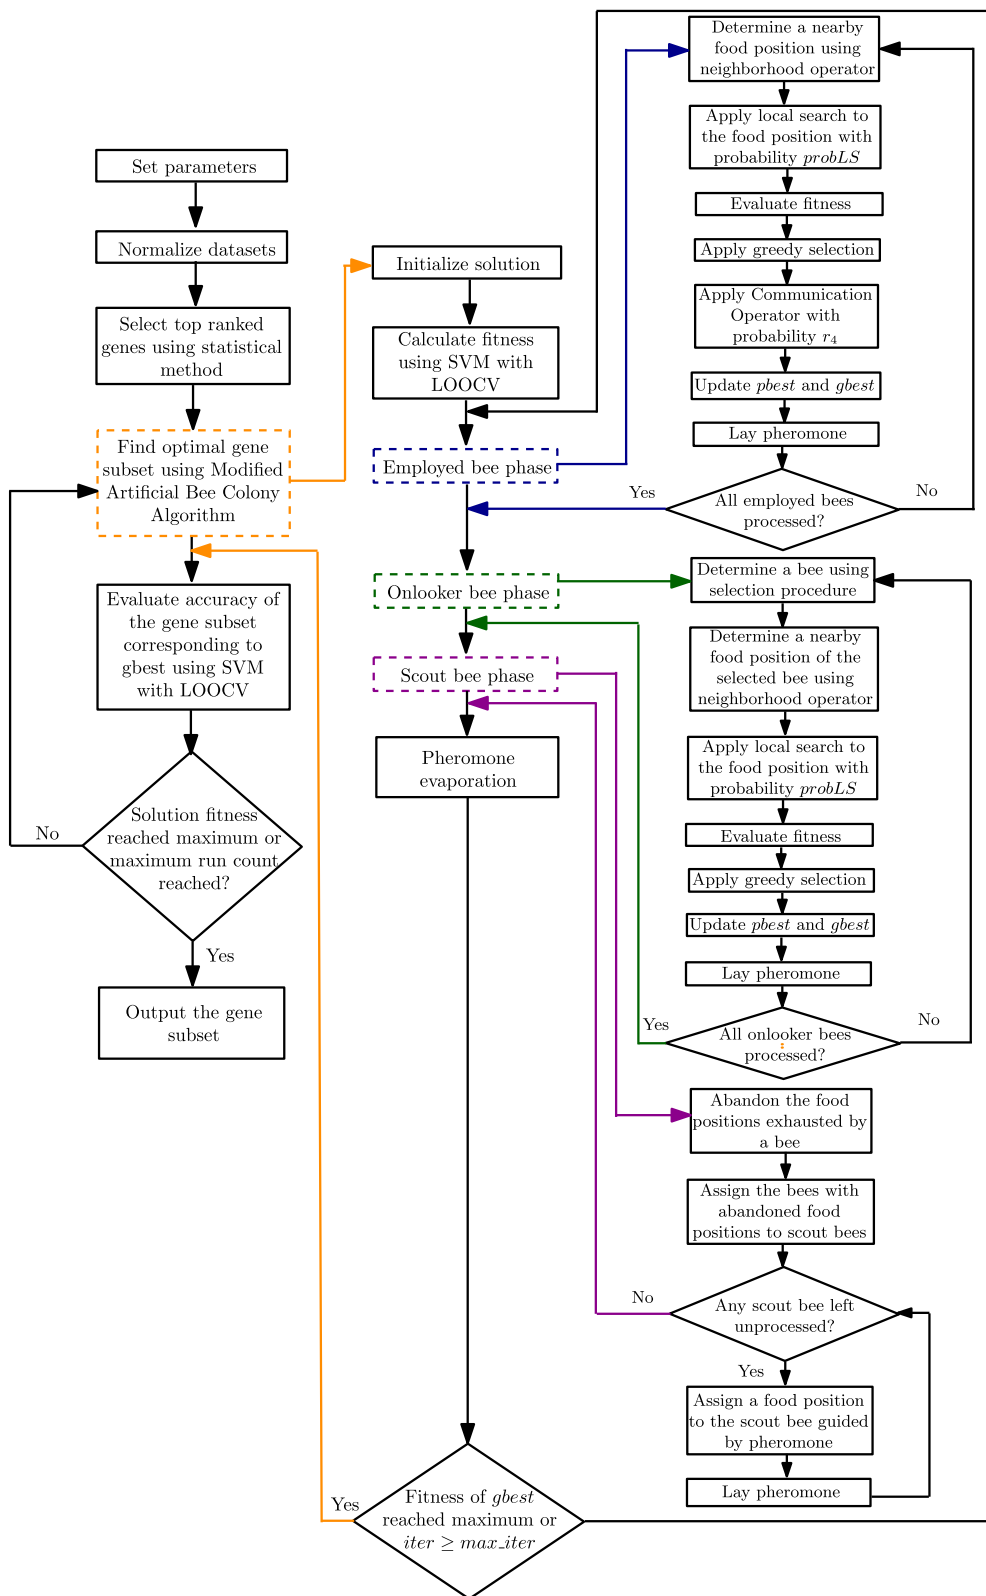 Set parameters
Normalize datasets
Select top ranked
genes using statistical
method
Find optimal gene
subset using Modified
Artificial Bee Colony
Algorithm
Evaluate accuracy of
the gene subset
corresponding to
gbest using SVM
with LOOCV
Solution fitness
reached maximum or
maximum run count
reached?
No
Yes
Output the gene
subset
Initialize solution
Calculate fitness
using SVM with
LOOCV
Employed bee phase
Onlooker bee phase
Scout bee phase
Pheromone
evaporation
Fitness of gbest
reached maximum or
iter ≥ max_iter
Yes
Determine a nearby
food position using
neighborhood operator
Apply local search to
the food position with
probability probLS
Evaluate fitness
Apply greedy selection
Apply Communication
Operator with
probability r₄
Update pbest and gbest
Lay pheromone
All employed bees
processed?
Yes
No
Determine a bee using
selection procedure
Determine a nearby
food position of the
selected bee using
neighborhood operator
Apply local search to
the food position with
probability probLS
Evaluate fitness
Apply greedy selection
Update pbest and gbest
Lay pheromone
All onlooker bees
processed?
Yes
No
Abandon the food
positions exhausted by
a bee
Assign the bees with
abandoned food
positions to scout bees
Any scout bee left
unprocessed?
No
Yes
Assign a food position
to the scout bee guided
by pheromone
Lay pheromone